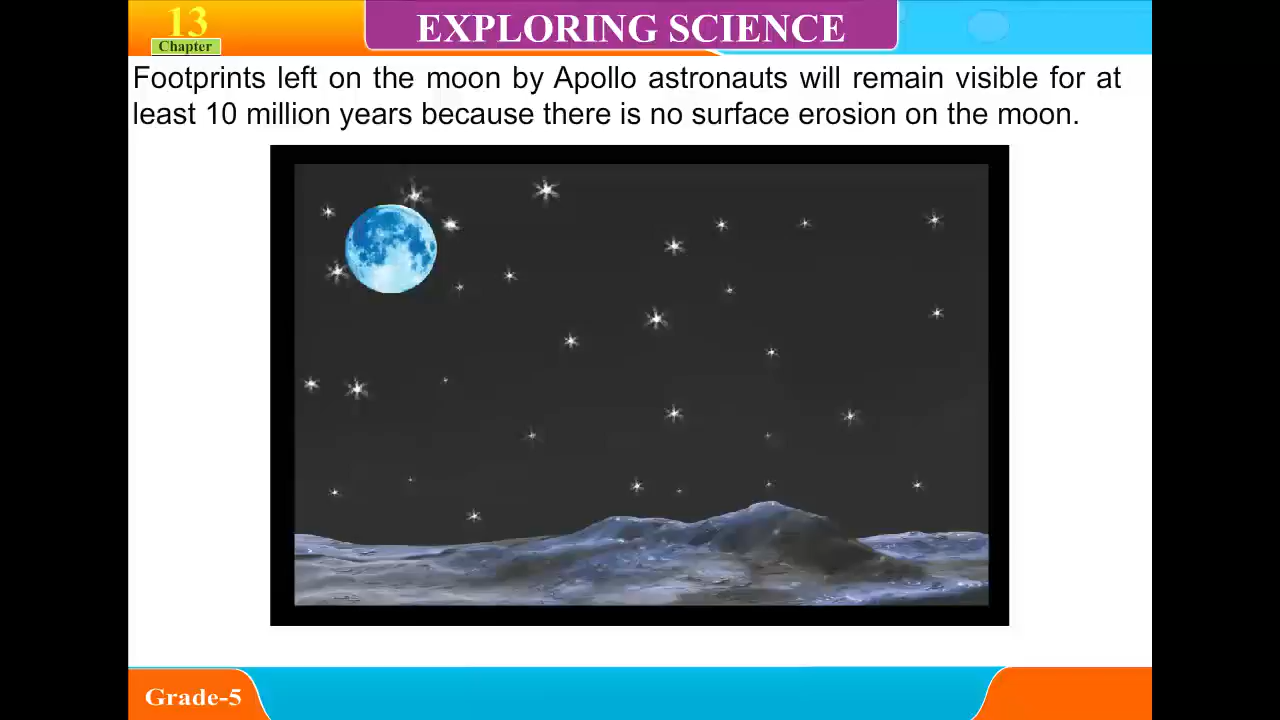 13
Chapter
EXPLORING SCIENCE
Footprints left on the moon by Apollo astronauts will remain visible for at
least 10 million years because there is no surface erosion on the moon.
Grade-5